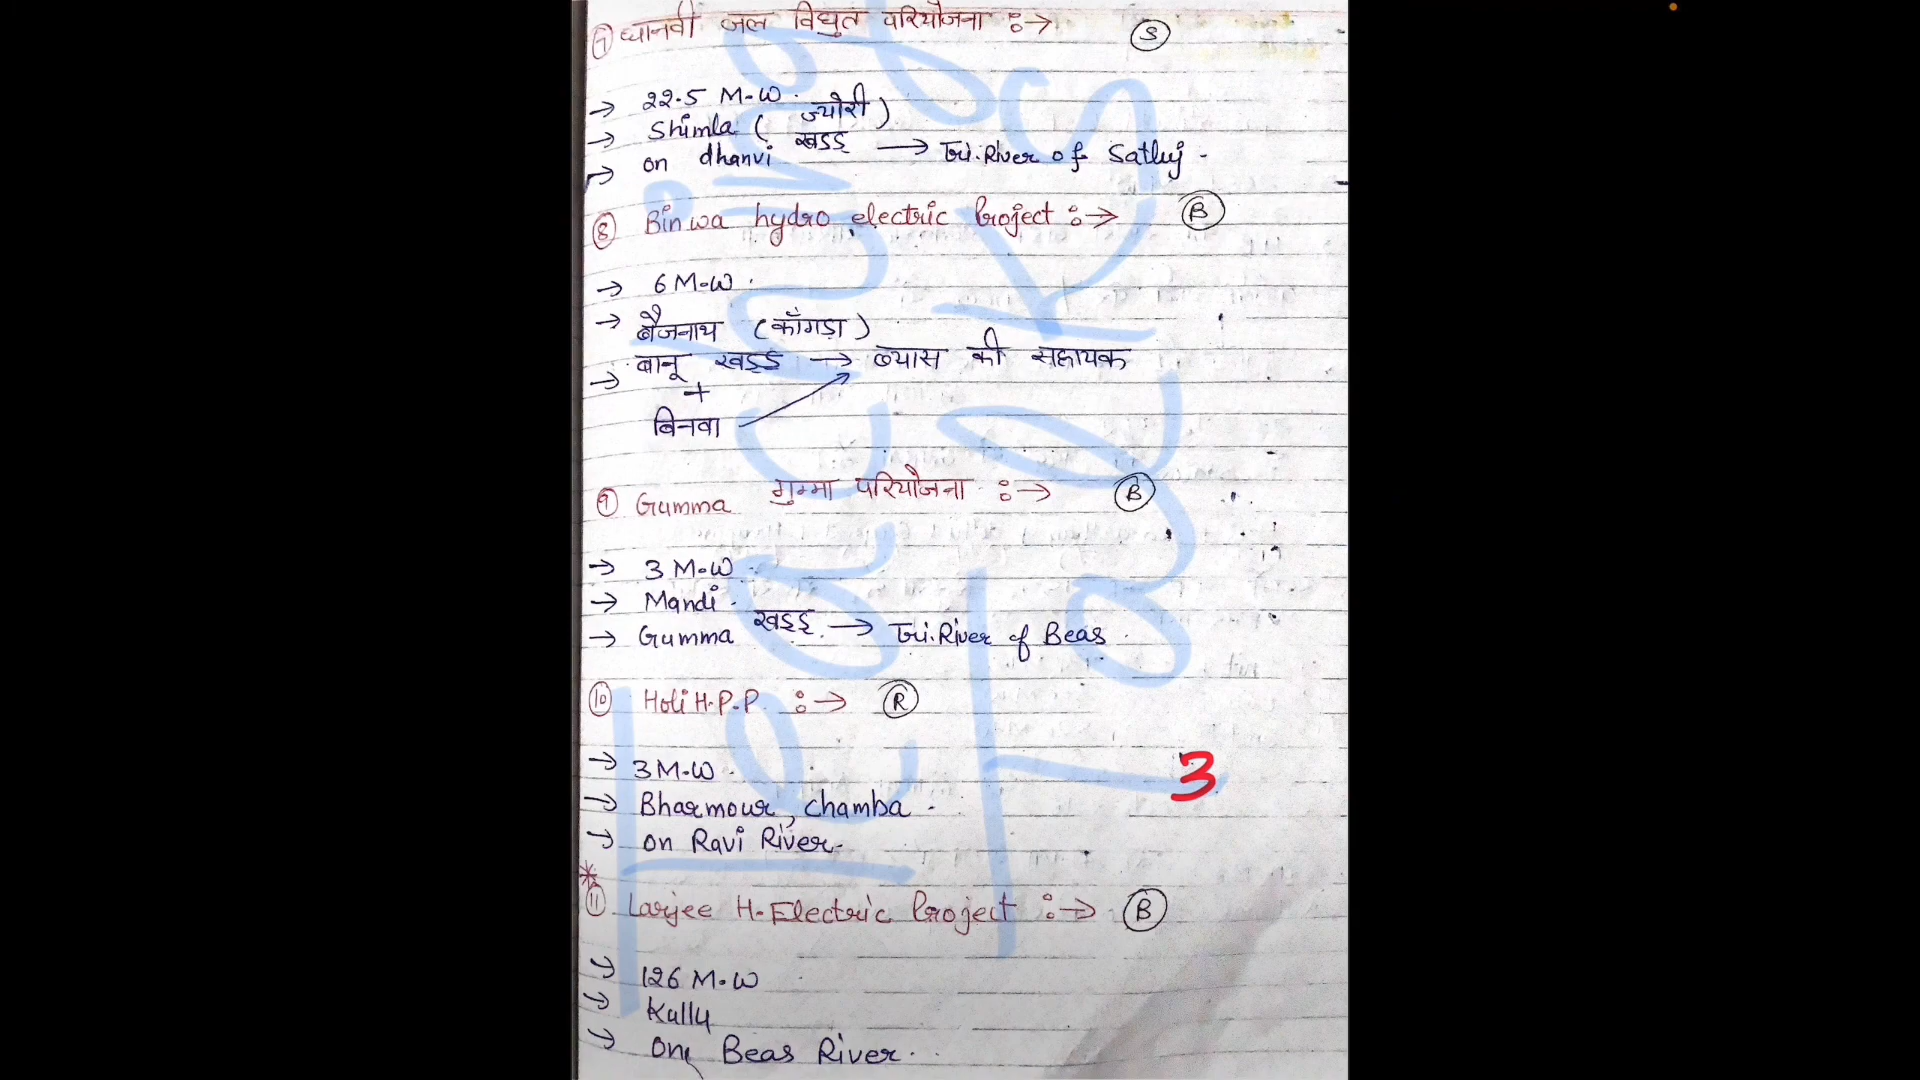 ⑦ ध्यानवी जल विधुत परियोजना :→ Ⓢ
→ 22.5 M.W.
→ Shimla (ज्योरी)
→ on dhanvi खड्ड → Tri.River of Satluj -
⑧ Binwa hydro electric Project :→ Ⓑ
→ 6 M.W.
→ बैजनाथ (काँगड़ा)
→ बानू खड्ड → ब्यास की सहायक
+
बिनवा
⑨ Gumma गुम्मा परियोजना :→ Ⓑ
→ 3 M.W.
→ Mandi.
→ Gumma खड्ड. → Tri.River of Beas.
⑩ Holi H.P.P. :→ Ⓡ
→ 3 M.W.
→ Bharmour, Chamba.
→ on Ravi River.
3
* ⑪ Larjee H.Electric Project :→ Ⓑ
→ 126 M.W
→ Kullu
→ On Beas River.
Teaching
Talks